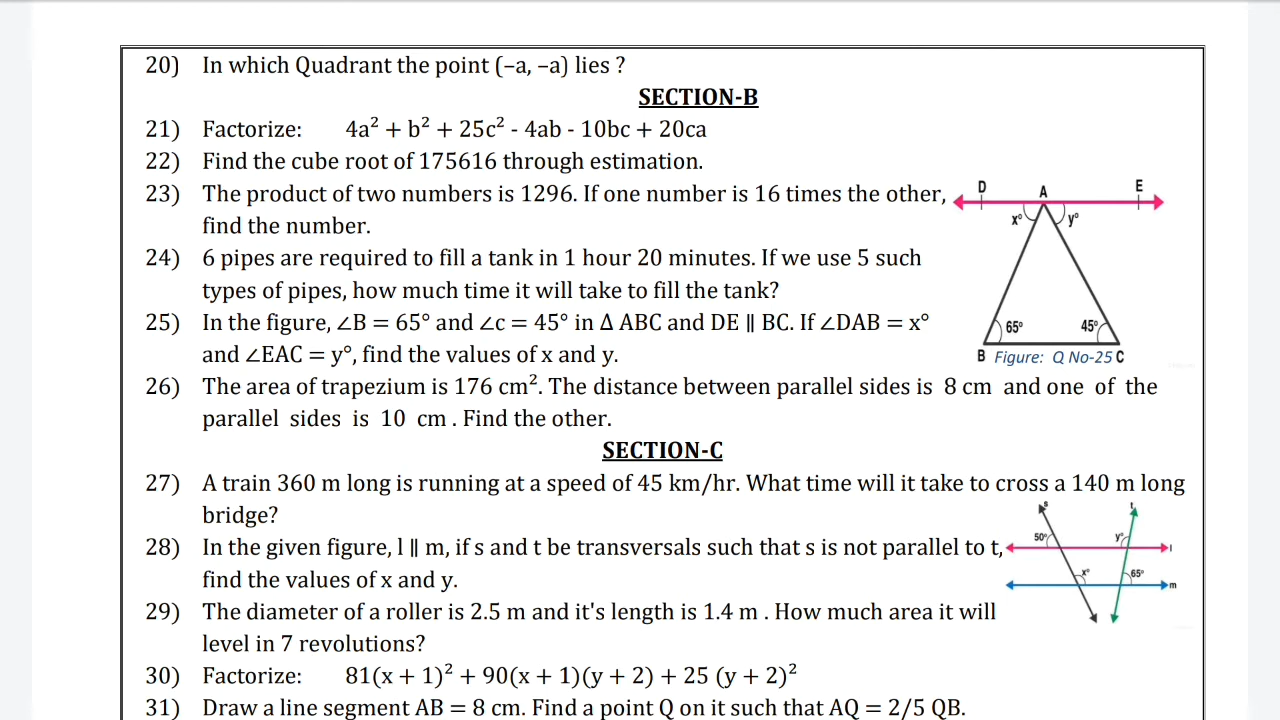 20) In which Quadrant the point (–a, –a) lies ?
SECTION-B
21) Factorize: 4a² + b² + 25c² - 4ab - 10bc + 20ca
22) Find the cube root of 175616 through estimation.
23) The product of two numbers is 1296. If one number is 16 times the other,
find the number.
24) 6 pipes are required to fill a tank in 1 hour 20 minutes. If we use 5 such
types of pipes, how much time it will take to fill the tank?
25) In the figure, ∠B = 65° and ∠c = 45° in Δ ABC and DE ∥ BC. If ∠DAB = x°
and ∠EAC = y°, find the values of x and y.
D A E
x° y°
65° 45°
B Figure: Q No-25 C
26) The area of trapezium is 176 cm². The distance between parallel sides is 8 cm and one of the
parallel sides is 10 cm . Find the other.
SECTION-C
27) A train 360 m long is running at a speed of 45 km/hr. What time will it take to cross a 140 m long
bridge?
28) In the given figure, l ∥ m, if s and t be transversals such that s is not parallel to t,
find the values of x and y.
s t
50° y° l
x° 65° m
29) The diameter of a roller is 2.5 m and it's length is 1.4 m . How much area it will
level in 7 revolutions?
30) Factorize: 81(x + 1)² + 90(x + 1)(y + 2) + 25 (y + 2)²
31) Draw a line segment AB = 8 cm. Find a point Q on it such that AQ = 2/5 QB.